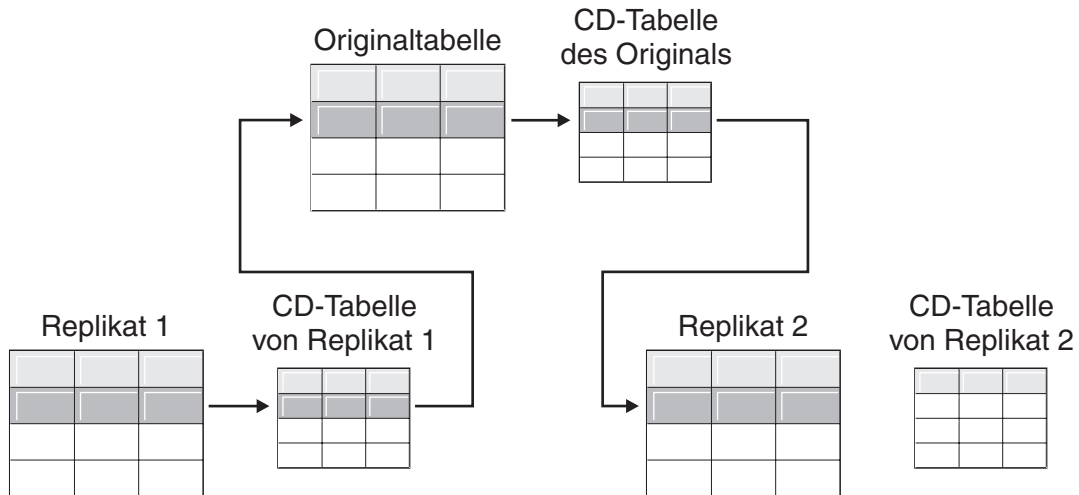 Originaltabelle
CD-Tabelle
des Originals
Replikat 1
CD-Tabelle
von Replikat 1
Replikat 2
CD-Tabelle
von Replikat 2